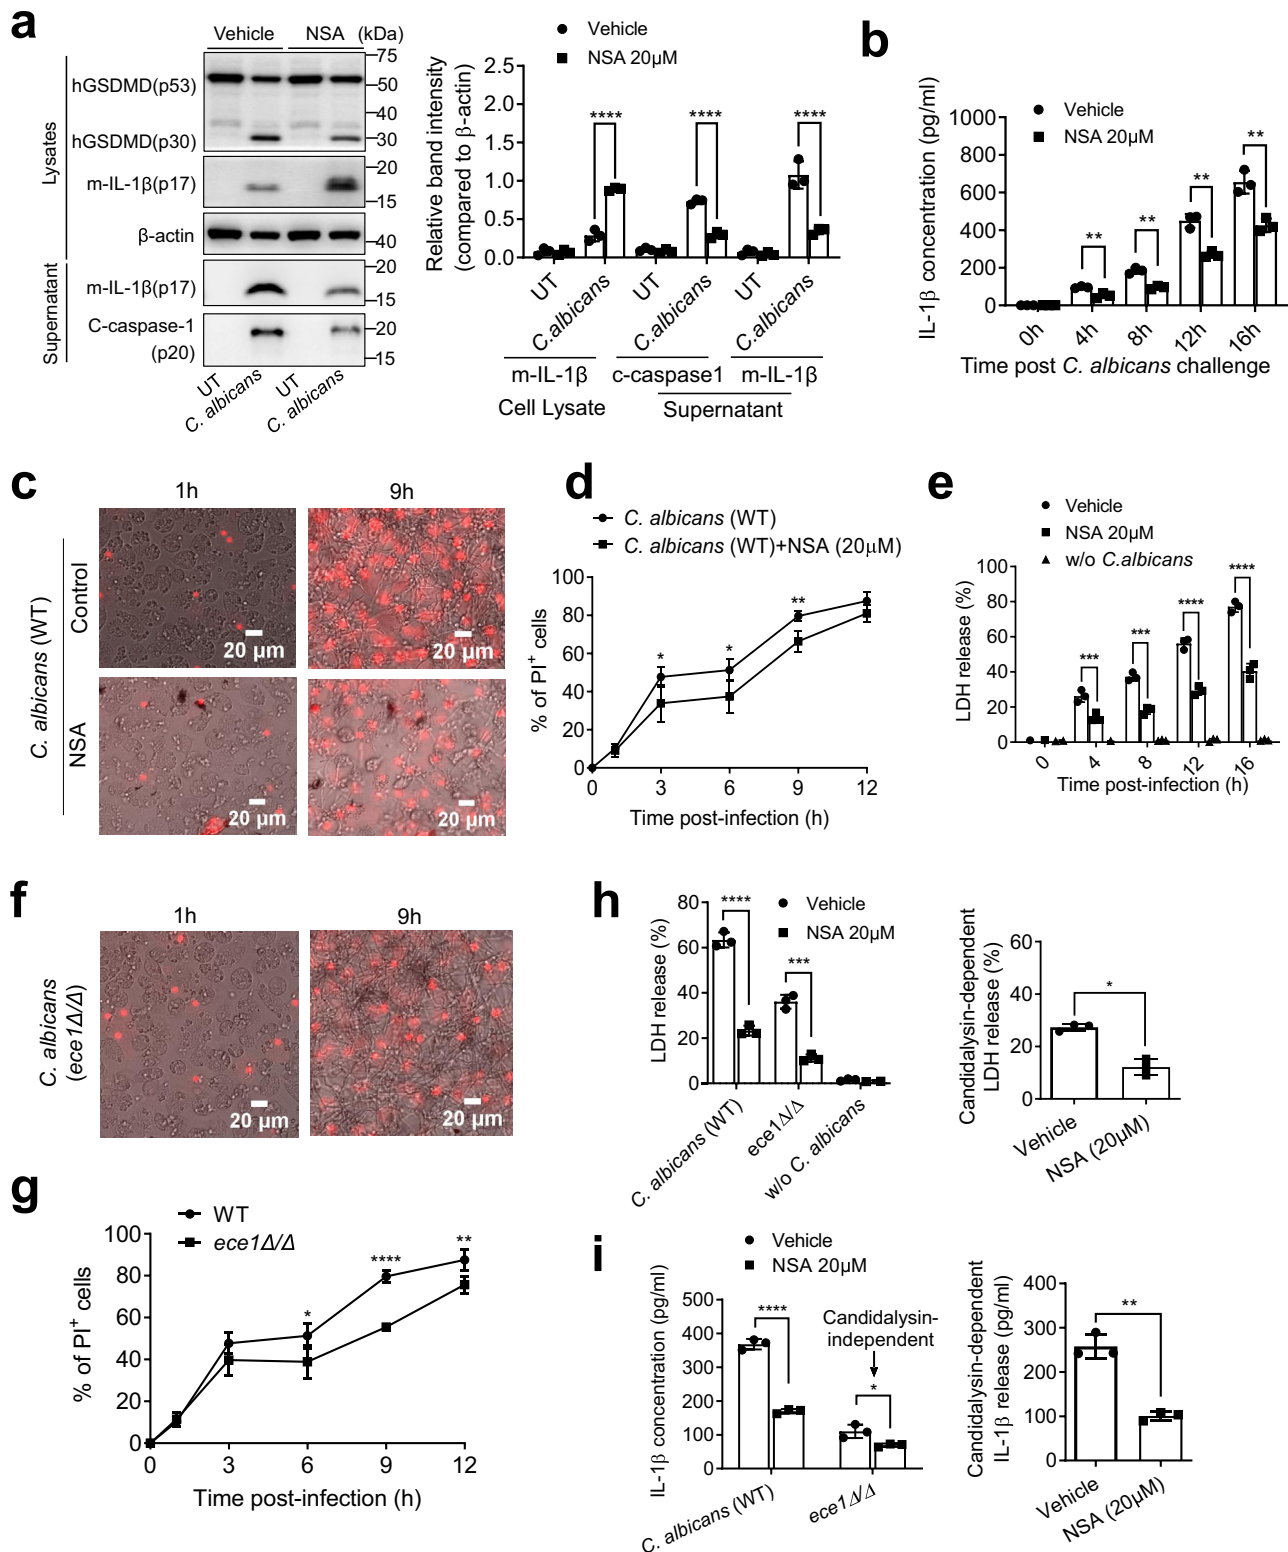 a
Vehicle NSA (kDa)
Lysates
hGSDMD(p53)
hGSDMD(p30)
m-IL-1β(p17)
β-actin
Supernatant
m-IL-1β(p17)
C-caspase-1
(p20)
75
50
40
30
20
15
40
20
15
20
15
UT
C. albicans
UT
C. albicans
Vehicle
NSA 20μM
Relative band intensity
(compared to β-actin)
2.5
2.0
1.5
1.0
0.5
0.0
**** **** ****
UT
C.albicans
UT
C.albicans
UT
C.albicans
m-IL-1β c-caspase1 m-IL-1β
Cell Lysate Supernatant
b
Vehicle
NSA 20μM
IL-1β concentration (pg/ml)
1000
800
600
400
200
0
** ** ** **
0h 4h 8h 12h 16h
Time post C. albicans challenge
c
1h 9h
C. albicans (WT)
Control
NSA
20 μm 20 μm
20 μm 20 μm
d
C. albicans (WT)
C. albicans (WT)+NSA (20μM)
% of PI+ cells
100
80
60
40
20
0
* * **
0 3 6 9 12
Time post-infection (h)
e
Vehicle
NSA 20μM
w/o C.albicans
LDH release (%)
100
80
60
40
20
0
*** *** **** ****
0 4 8 12 16
Time post-infection (h)
f
1h 9h
C. albicans
(ece1Δ/Δ)
20 μm 20 μm
g
WT
ece1Δ/Δ
% of PI+ cells
100
80
60
40
20
0
* **** **
0 3 6 9 12
Time post-infection (h)
h
Vehicle
NSA 20μM
LDH release (%)
80
60
40
20
0
**** ***
C. albicans (WT)
ece1Δ/Δ
w/o C. albicans
Candidalysin-dependent
LDH release (%)
60
40
20
0
*
Vehicle
NSA (20μM)
i
Vehicle
NSA 20μM
IL-1β concentration (pg/ml)
500
400
300
200
100
0
****
Candidalysin-
independent
*
C. albicans (WT)
ece1Δ/Δ
Candidalysin-dependent
IL-1β release (pg/ml)
400
300
200
100
0
**
Vehicle
NSA (20μM)